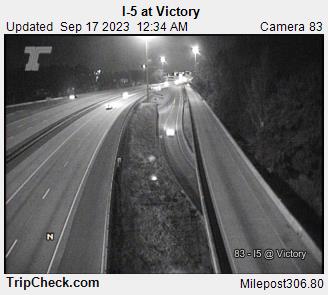 I-5 at Victory
Updated Sep 17 2023 12:34 AM Camera 83
T
N
83 - I5 @ Victory
TripCheck.com Milepost306.80